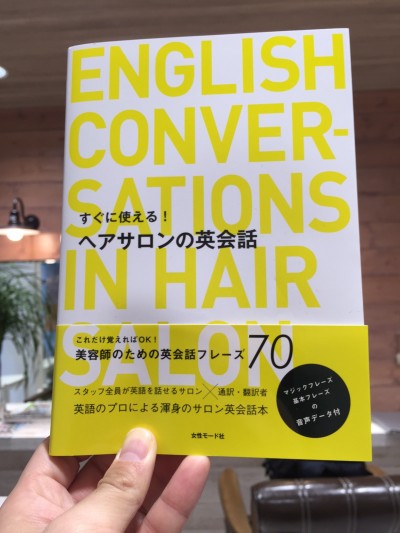 ENGLISH
CONVER-
SATIONS
すぐに使える！
ヘアサロンの英会話
IN HAIR
SALON
これだけ覚えればOK！
美容師のための英会話フレーズ70
スタッフ全員が英語を話せるサロン×通訳・翻訳者
英語のプロによる渾身のサロン英会話本
マジックフレーズ
基本フレーズ
の
音声データ付
女性モード社